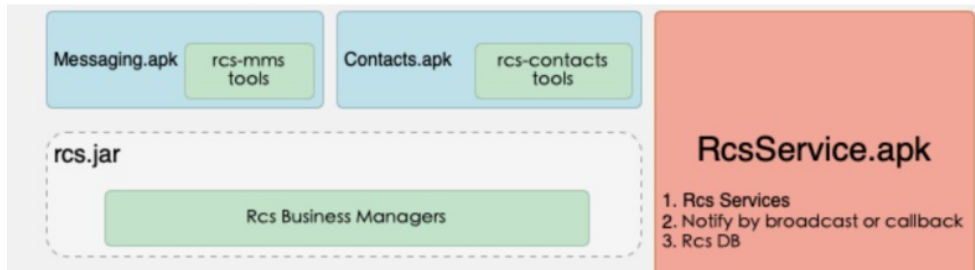 Messaging.apk
rcs-mms
tools
Contacts.apk
rcs-contacts
tools
rcs.jar
Rcs Business Managers
RcsService.apk
1. Rcs Services
2. Notify by broadcast or callback
3. Rcs DB